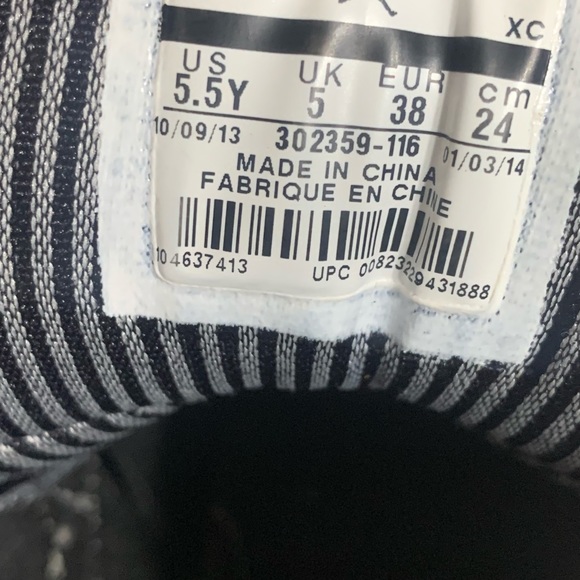 XC
US UK EUR cm
5.5Y 5 38 24
10/09/13 302359-116 01/03/14
MADE IN CHINA
FABRIQUE EN CHINE
104637413 UPC 00823229431888